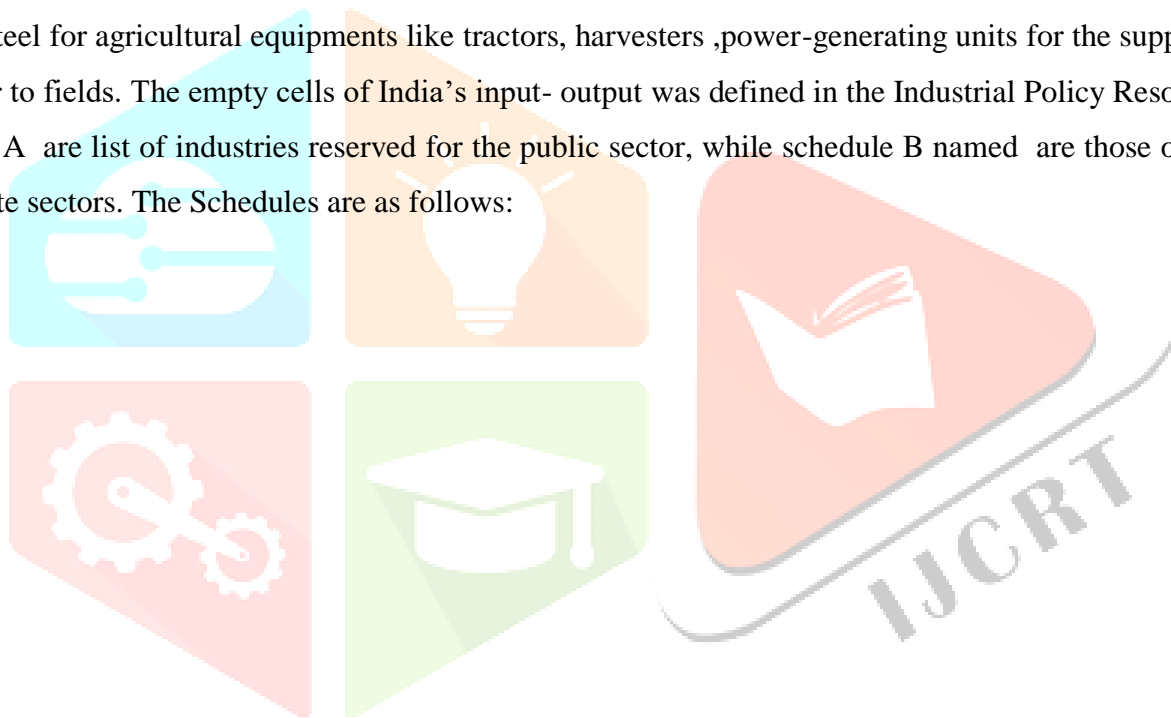 teel for agricultural equipments like tractors, harvesters ,power-generating units for the supp
r to fields. The empty cells of India’s input- output was defined in the Industrial Policy Reso
A are list of industries reserved for the public sector, while schedule B named are those o
te sectors. The Schedules are as follows:
IJCRT